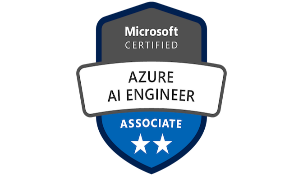 Microsoft
CERTIFIED
AZURE
AI ENGINEER
ASSOCIATE